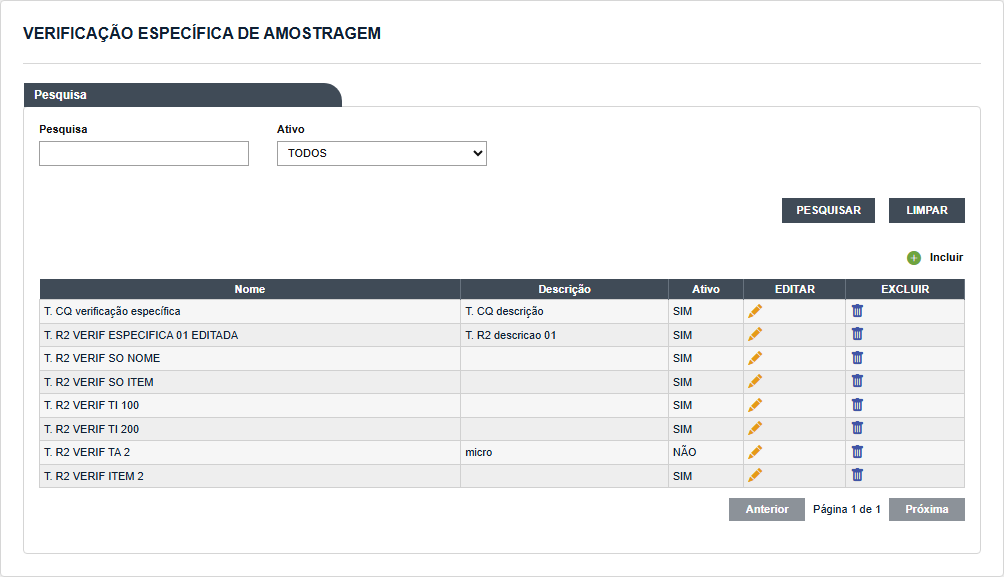 VERIFICAÇÃO ESPECÍFICA DE AMOSTRAGEM
Pesquisa
Pesquisa Ativo
TODOS
PESQUISAR LIMPAR
Incluir
Nome Descrição Ativo EDITAR EXCLUIR
T. CQ verificação específica T. CQ descrição SIM
T. R2 VERIF ESPECIFICA 01 EDITADA T. R2 descricao 01 SIM
T. R2 VERIF SO NOME SIM
T. R2 VERIF SO ITEM SIM
T. R2 VERIF TI 100 SIM
T. R2 VERIF TI 200 SIM
T. R2 VERIF TA 2 micro NÃO
T. R2 VERIF ITEM 2 SIM
Anterior Página 1 de 1 Próxima